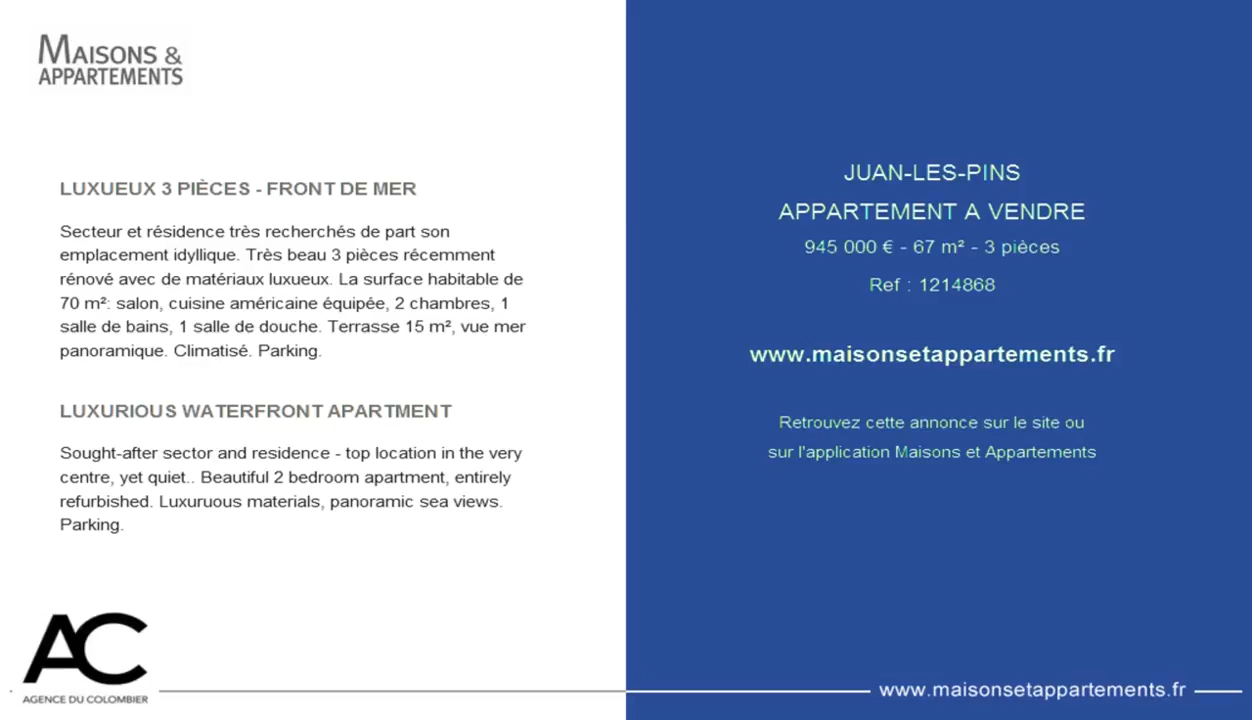 MAISONS &
APPARTEMENTS
LUXUEUX 3 PIÈCES - FRONT DE MER
Secteur et résidence très recherchés de part son
emplacement idyllique. Très beau 3 pièces récemment
rénové avec de matériaux luxueux. La surface habitable de
70 m²: salon, cuisine américaine équipée, 2 chambres, 1
salle de bains, 1 salle de douche. Terrasse 15 m², vue mer
panoramique. Climatisé. Parking.
LUXURIOUS WATERFRONT APARTMENT
Sought-after sector and residence - top location in the very
centre, yet quiet.. Beautiful 2 bedroom apartment, entirely
refurbished. Luxuruous materials, panoramic sea views.
Parking.
AC
AGENCE DU COLOMBIER
JUAN-LES-PINS
APPARTEMENT A VENDRE
945 000 € - 67 m² - 3 pièces
Ref : 1214868
www.maisonsetappartements.fr
Retrouvez cette annonce sur le site ou
sur l'application Maisons et Appartements
www.maisonsetappartements.fr